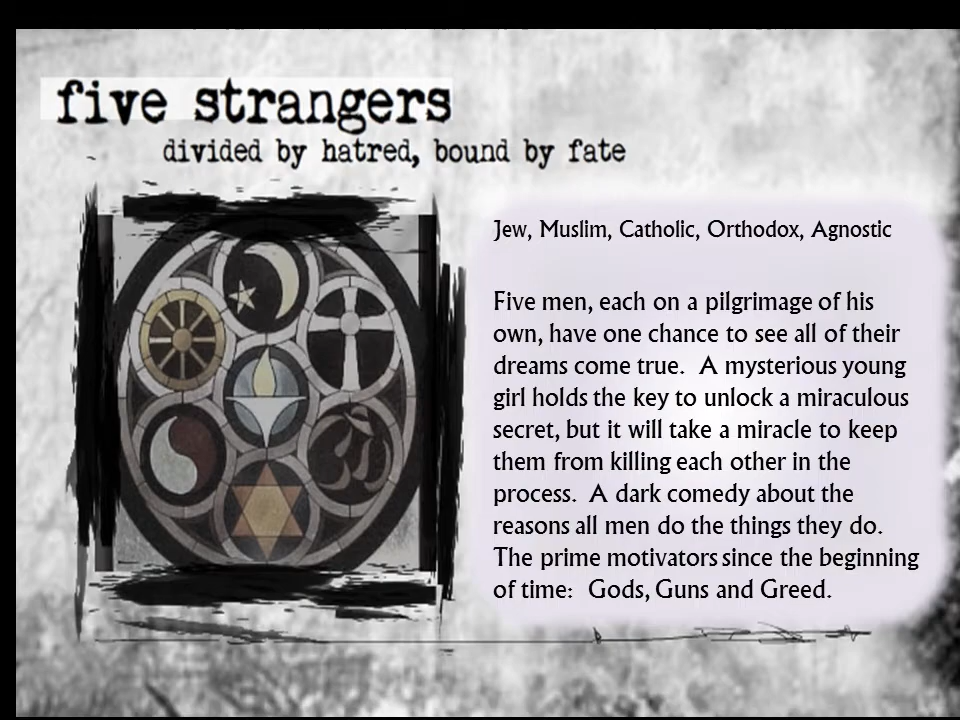 five strangers
divided by hatred, bound by fate
Jew, Muslim, Catholic, Orthodox, Agnostic
Five men, each on a pilgrimage of his
own, have one chance to see all of their
dreams come true.  A mysterious young
girl holds the key to unlock a miraculous
secret, but it will take a miracle to keep
them from killing each other in the
process.  A dark comedy about the
reasons all men do the things they do.
The prime motivators since the beginning
of time:  Gods, Guns and Greed.